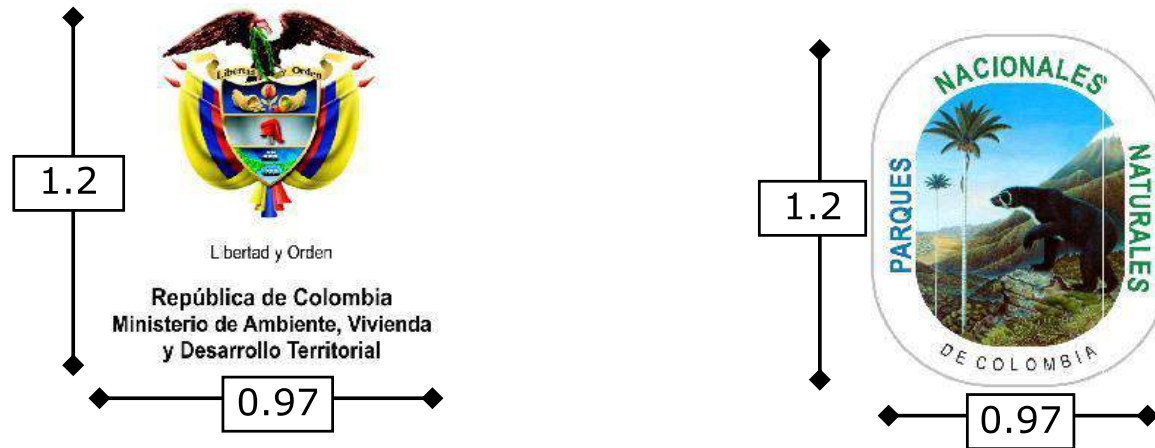 1.2
Libertas y Orden
Libertad y Orden
República de Colombia
Ministerio de Ambiente, Vivienda
y Desarrollo Territorial
0.97
1.2
PARQUES
NACIONALES
NATURALES
DE COLOMBIA
0.97